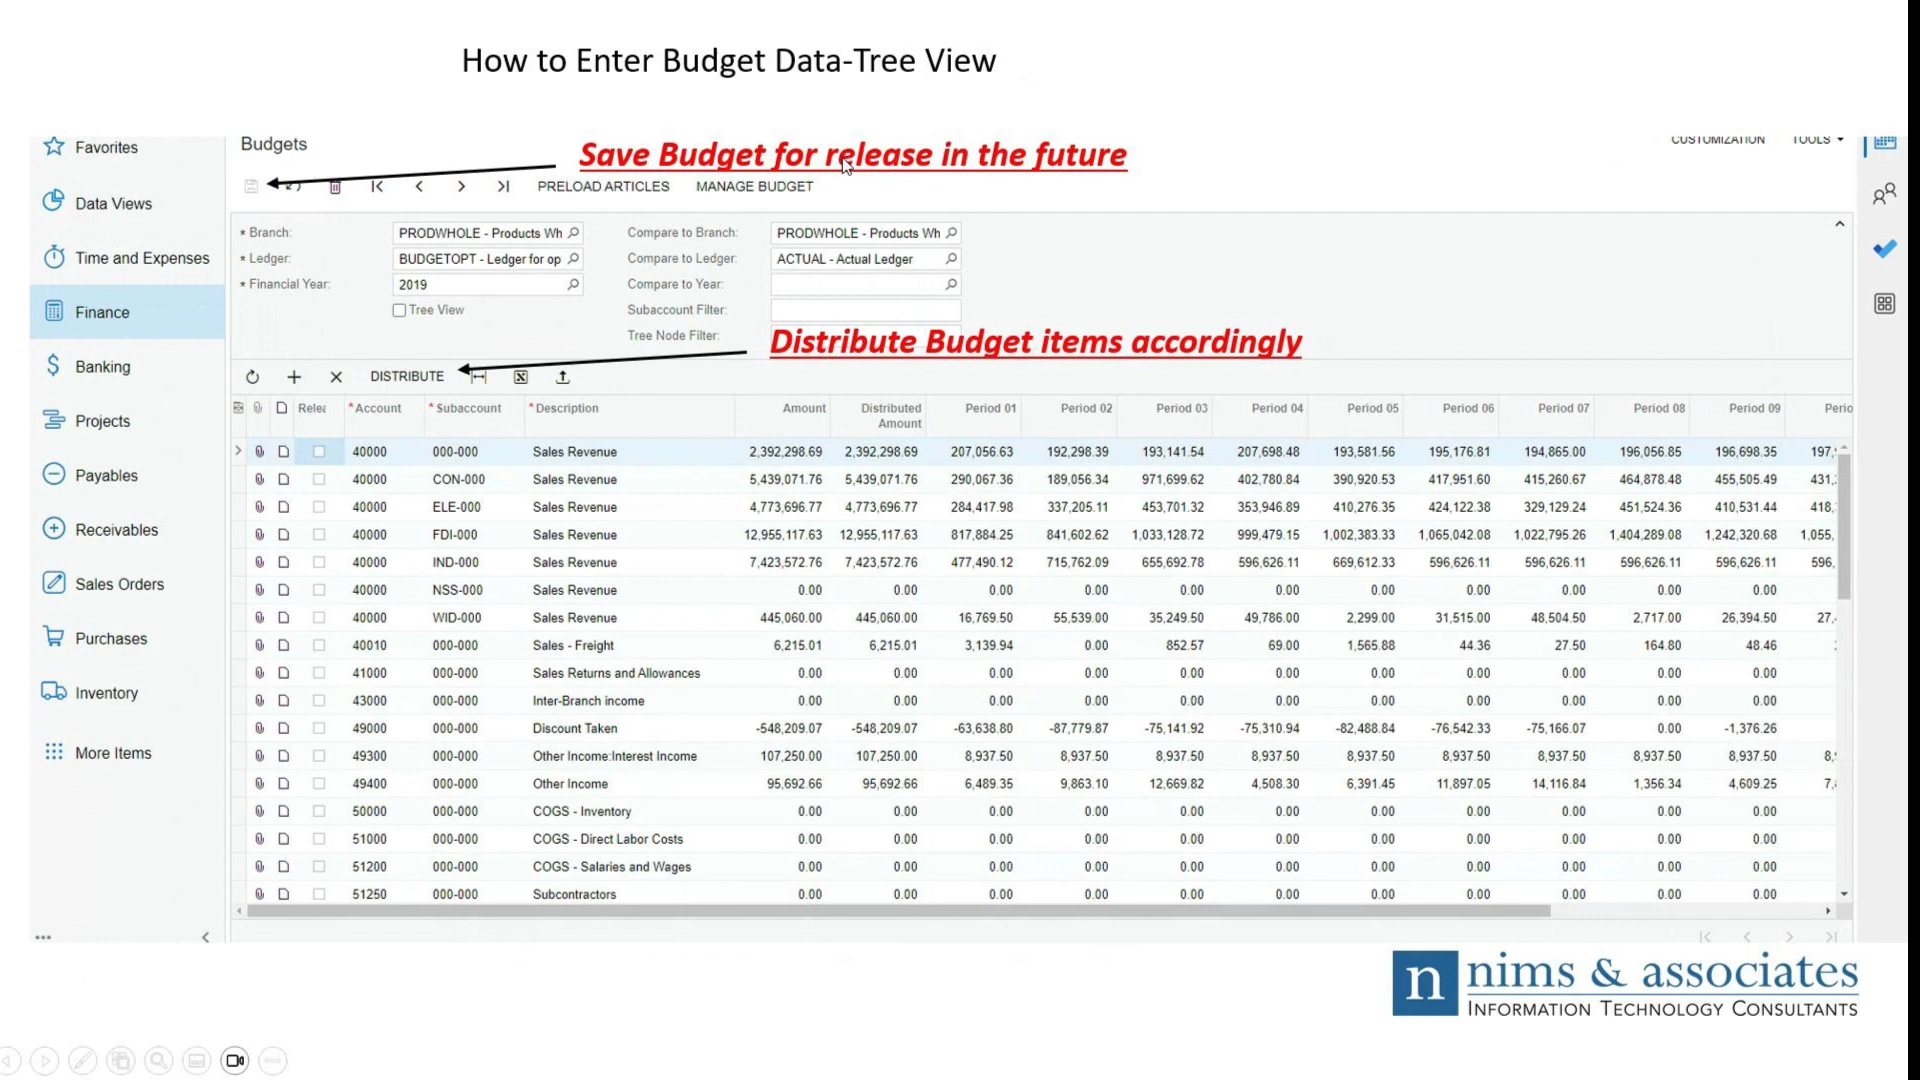 How to Enter Budget Data-Tree View
Favorites
Data Views
Time and Expenses
Finance
Banking
Projects
Payables
Receivables
Sales Orders
Purchases
Inventory
More Items
Budgets
CUSTOMIZATION TOOLS
Save Budget for release in the future
PRELOAD ARTICLES MANAGE BUDGET
* Branch: PRODWHOLE - Products Wh Compare to Branch: PRODWHOLE - Products Wh
* Ledger: BUDGETOPT - Ledger for op Compare to Ledger: ACTUAL - Actual Ledger
* Financial Year: 2019 Compare to Year:
Tree View Subaccount Filter:
Tree Node Filter:
Distribute Budget items accordingly
DISTRIBUTE
Relea *Account *Subaccount *Description Amount Distributed Amount Period 01 Period 02 Period 03 Period 04 Period 05 Period 06 Period 07 Period 08 Period 09 Perio
40000 000-000 Sales Revenue 2,392,298.69 2,392,298.69 207,056.63 192,298.39 193,141.54 207,698.48 193,581.56 195,176.81 194,865.00 196,056.85 196,698.35 197,
40000 CON-000 Sales Revenue 5,439,071.76 5,439,071.76 290,067.36 189,056.34 971,699.62 402,780.84 390,920.53 417,951.60 415,260.67 464,878.48 455,505.49 431,
40000 ELE-000 Sales Revenue 4,773,696.77 4,773,696.77 284,417.98 337,205.11 453,701.32 353,946.89 410,276.35 424,122.38 329,129.24 451,524.36 410,531.44 418,
40000 FDI-000 Sales Revenue 12,955,117.63 12,955,117.63 817,884.25 841,602.62 1,033,128.72 999,479.15 1,002,383.33 1,065,042.08 1,022,795.26 1,404,289.08 1,242,320.68 1,055,
40000 IND-000 Sales Revenue 7,423,572.76 7,423,572.76 477,490.12 715,762.09 655,692.78 596,626.11 669,612.33 596,626.11 596,626.11 596,626.11 596,626.11 596,
40000 NSS-000 Sales Revenue 0.00 0.00 0.00 0.00 0.00 0.00 0.00 0.00 0.00 0.00 0.00
40000 WID-000 Sales Revenue 445,060.00 445,060.00 16,769.50 55,539.00 35,249.50 49,786.00 2,299.00 31,515.00 48,504.50 2,717.00 26,394.50 27,
40010 000-000 Sales - Freight 6,215.01 6,215.01 3,139.94 0.00 852.57 69.00 1,565.88 44.36 27.50 164.80 48.46
41000 000-000 Sales Returns and Allowances 0.00 0.00 0.00 0.00 0.00 0.00 0.00 0.00 0.00 0.00 0.00
43000 000-000 Inter-Branch income 0.00 0.00 0.00 0.00 0.00 0.00 0.00 0.00 0.00 0.00 0.00
49000 000-000 Discount Taken -548,209.07 -548,209.07 -63,638.80 -87,779.87 -75,141.92 -75,310.94 -82,488.84 -76,542.33 -75,166.07 0.00 -1,376.26
49300 000-000 Other Income:Interest Income 107,250.00 107,250.00 8,937.50 8,937.50 8,937.50 8,937.50 8,937.50 8,937.50 8,937.50 8,937.50 8,937.50 8,
49400 000-000 Other Income 95,692.66 95,692.66 6,489.35 9,863.10 12,669.82 4,508.30 6,391.45 11,897.05 14,116.84 1,356.34 4,609.25 7,
50000 000-000 COGS - Inventory 0.00 0.00 0.00 0.00 0.00 0.00 0.00 0.00 0.00 0.00 0.00
51000 000-000 COGS - Direct Labor Costs 0.00 0.00 0.00 0.00 0.00 0.00 0.00 0.00 0.00 0.00 0.00
51200 000-000 COGS - Salaries and Wages 0.00 0.00 0.00 0.00 0.00 0.00 0.00 0.00 0.00 0.00 0.00
51250 000-000 Subcontractors 0.00 0.00 0.00 0.00 0.00 0.00 0.00 0.00 0.00 0.00 0.00
n nims & associates
INFORMATION TECHNOLOGY CONSULTANTS